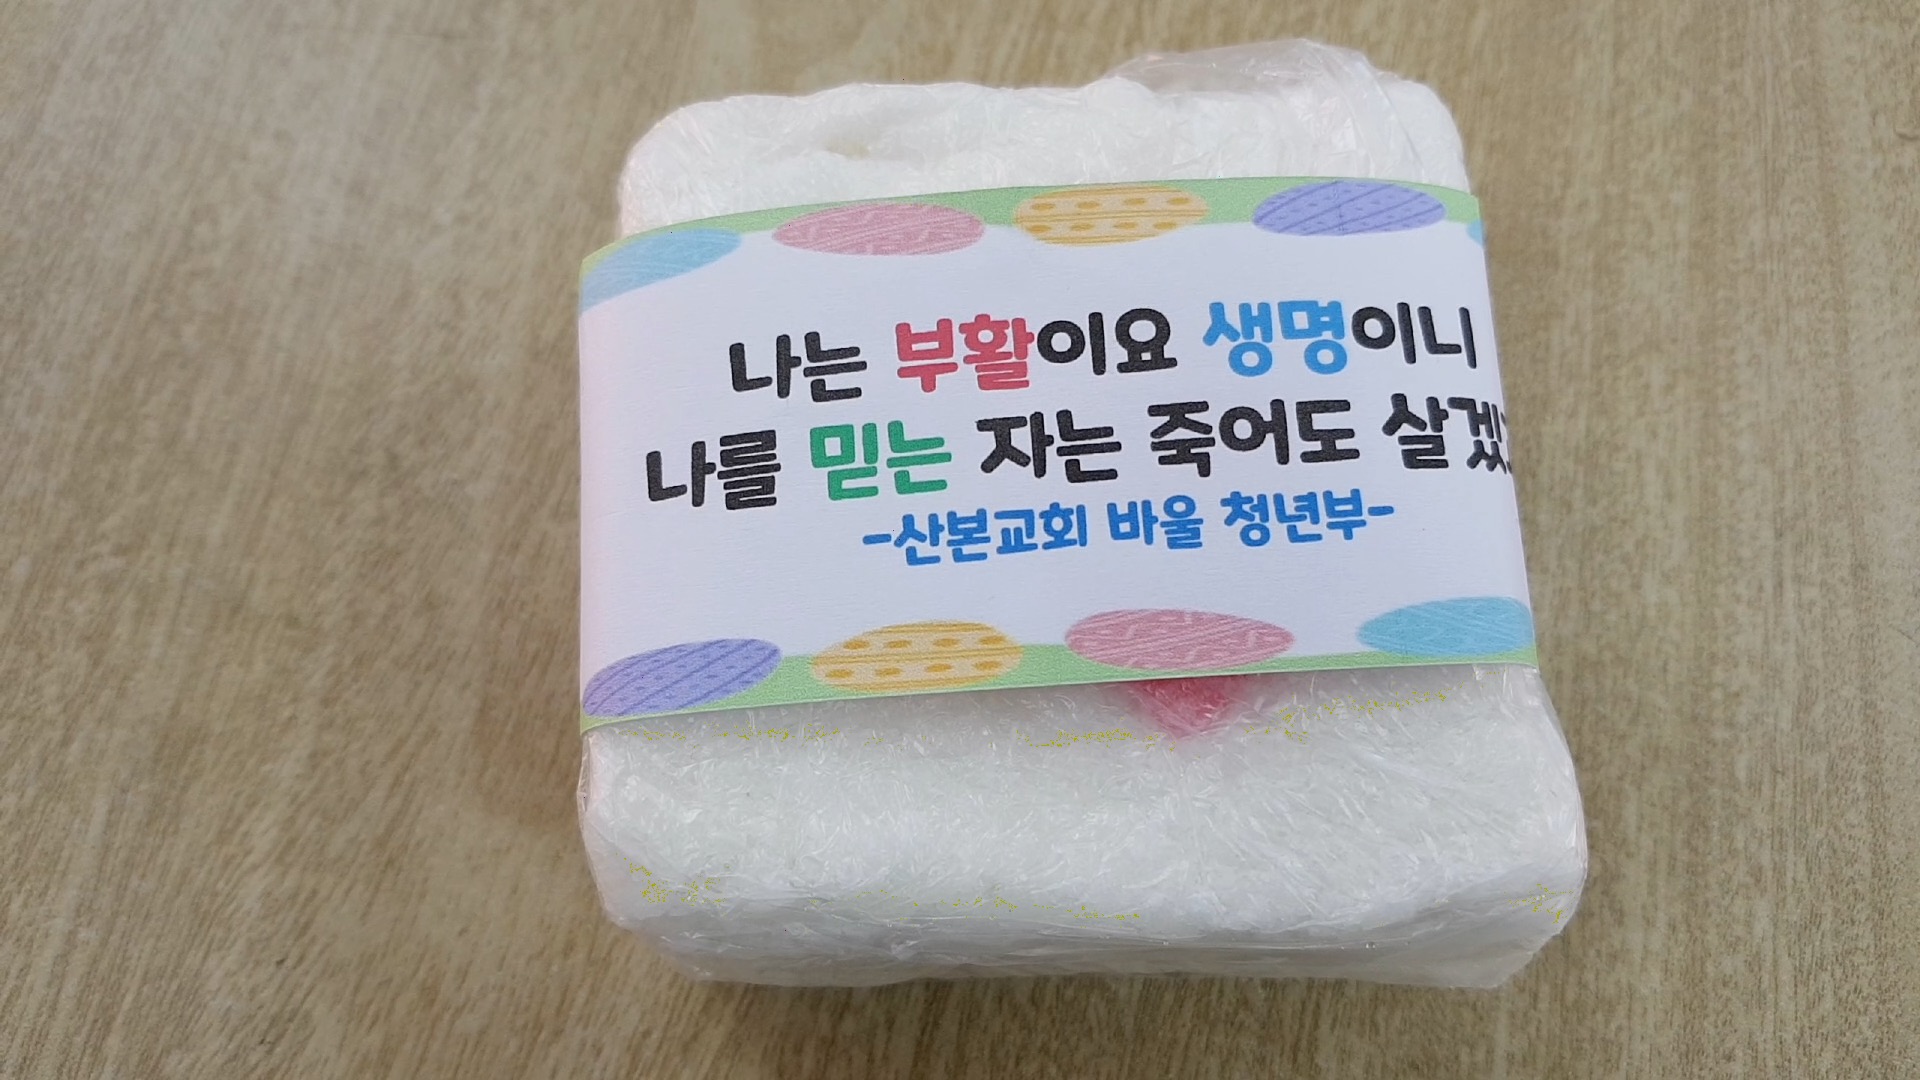 나는 부활이요 생명이니
나를 믿는 자는 죽어도 살겠
-산본교회 바울 청년부-